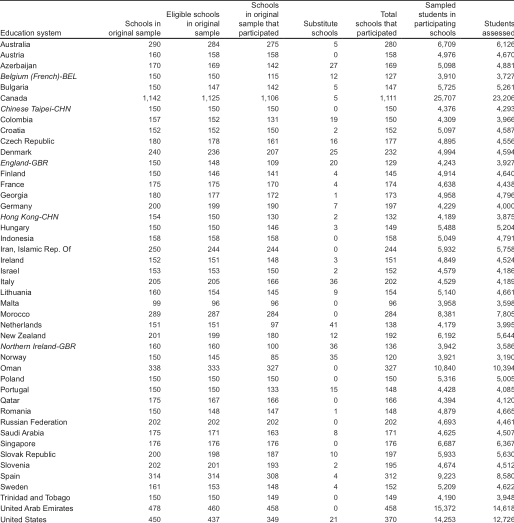 Education system Schools in original sample Eligible schools in original sample Schools in original sample that participated Substitute schools Total schools that participated Sampled students in participating schools Students assessed
Australia 290 284 275 5 280 6,709 6,126
Austria 160 158 158 0 158 4,976 4,670
Azerbaijan 170 169 142 27 169 5,098 4,881
Belgium (French)-BEL 150 150 115 12 127 3,910 3,727
Bulgaria 150 147 142 5 147 5,725 5,261
Canada 1,142 1,125 1,106 5 1,111 25,707 23,206
Chinese Taipei-CHN 150 150 150 0 150 4,376 4,293
Colombia 157 152 131 19 150 4,309 3,966
Croatia 152 152 150 2 152 5,097 4,587
Czech Republic 180 178 161 16 177 4,895 4,556
Denmark 240 236 207 25 232 4,994 4,594
England-GBR 150 148 109 20 129 4,243 3,927
Finland 150 146 141 4 145 4,914 4,640
France 175 175 170 4 174 4,638 4,438
Georgia 180 177 172 1 173 4,958 4,796
Germany 200 199 190 7 197 4,229 4,000
Hong Kong-CHN 154 150 130 2 132 4,189 3,875
Hungary 150 150 146 3 149 5,488 5,204
Indonesia 158 158 158 0 158 5,049 4,791
Iran, Islamic Rep. Of 250 244 244 0 244 5,932 5,758
Ireland 152 151 148 3 151 4,849 4,524
Israel 153 153 150 2 152 4,579 4,186
Italy 205 205 166 36 202 4,529 4,189
Lithuania 160 154 145 9 154 5,140 4,661
Malta 99 96 96 0 96 3,958 3,598
Morocco 289 287 284 0 284 8,381 7,805
Netherlands 151 151 97 41 138 4,179 3,995
New Zealand 201 199 180 12 192 6,192 5,644
Northern Ireland-GBR 160 160 100 36 136 3,942 3,586
Norway 150 145 85 35 120 3,921 3,190
Oman 338 333 327 0 327 10,840 10,394
Poland 150 150 150 0 150 5,316 5,005
Portugal 150 150 133 15 148 4,428 4,085
Qatar 175 167 166 0 166 4,394 4,120
Romania 150 148 147 1 148 4,879 4,665
Russian Federation 202 202 202 0 202 4,693 4,461
Saudi Arabia 175 171 163 8 171 4,625 4,507
Singapore 176 176 176 0 176 6,687 6,367
Slovak Republic 200 198 187 10 197 5,933 5,630
Slovenia 202 201 193 2 195 4,674 4,512
Spain 314 314 308 4 312 9,223 8,580
Sweden 161 153 148 4 152 5,209 4,622
Trinidad and Tobago 150 150 149 0 149 4,190 3,948
United Arab Emirates 478 460 458 0 458 15,372 14,618
United States 450 437 349 21 370 14,253 12,726